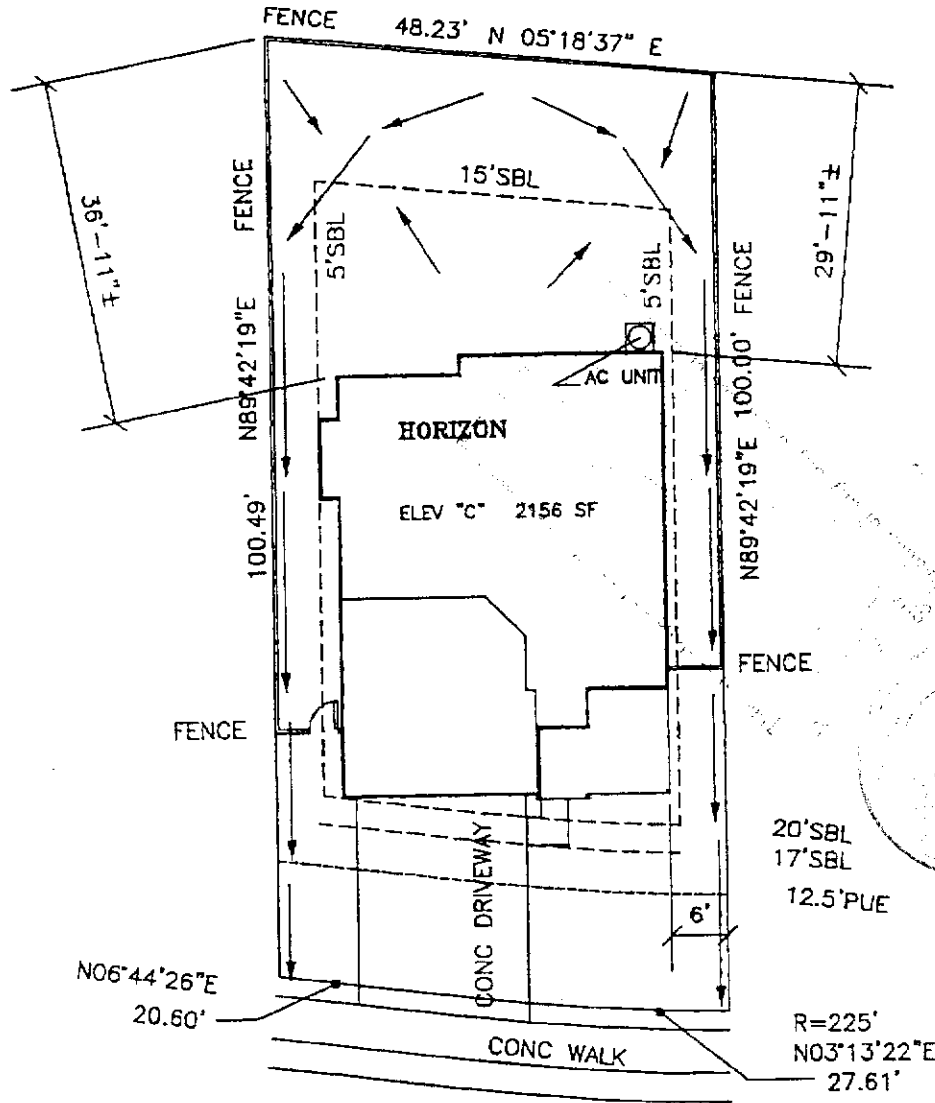 FENCE
48.23' N 05°18'37" E
36'-11"±
FENCE
15'SBL
5'SBL
5'SBL
29'-11"±
N89°42'19"E
100.49'
N89°42'19"E 100.00' FENCE
AC UNIT
HORIZON
ELEV "C" 2156 SF
FENCE
FENCE
CONC DRIVEWAY
20'SBL
17'SBL
12.5'PUE
6'
N06°44'26"E
20.60'
R=225'
N03°13'22"E
27.61'
CONC WALK